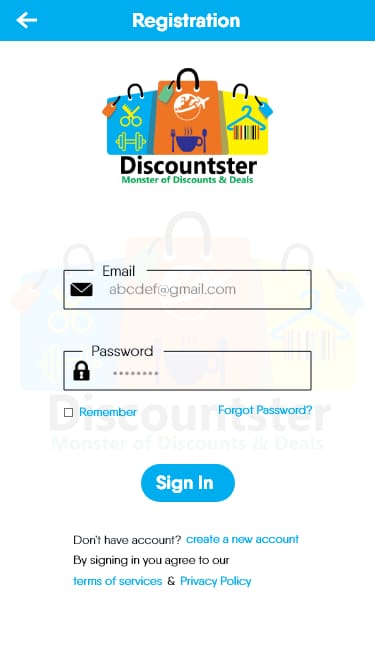 Registration
Discountster
Monster of Discounts & Deals
Email
abcdef@gmail.com
Password
Remember
Forgot Password?
Discountster
Monster of Discounts & Deals
Sign In
Don't have account? create a new account
By signing in you agree to our
terms of services & Privacy Policy